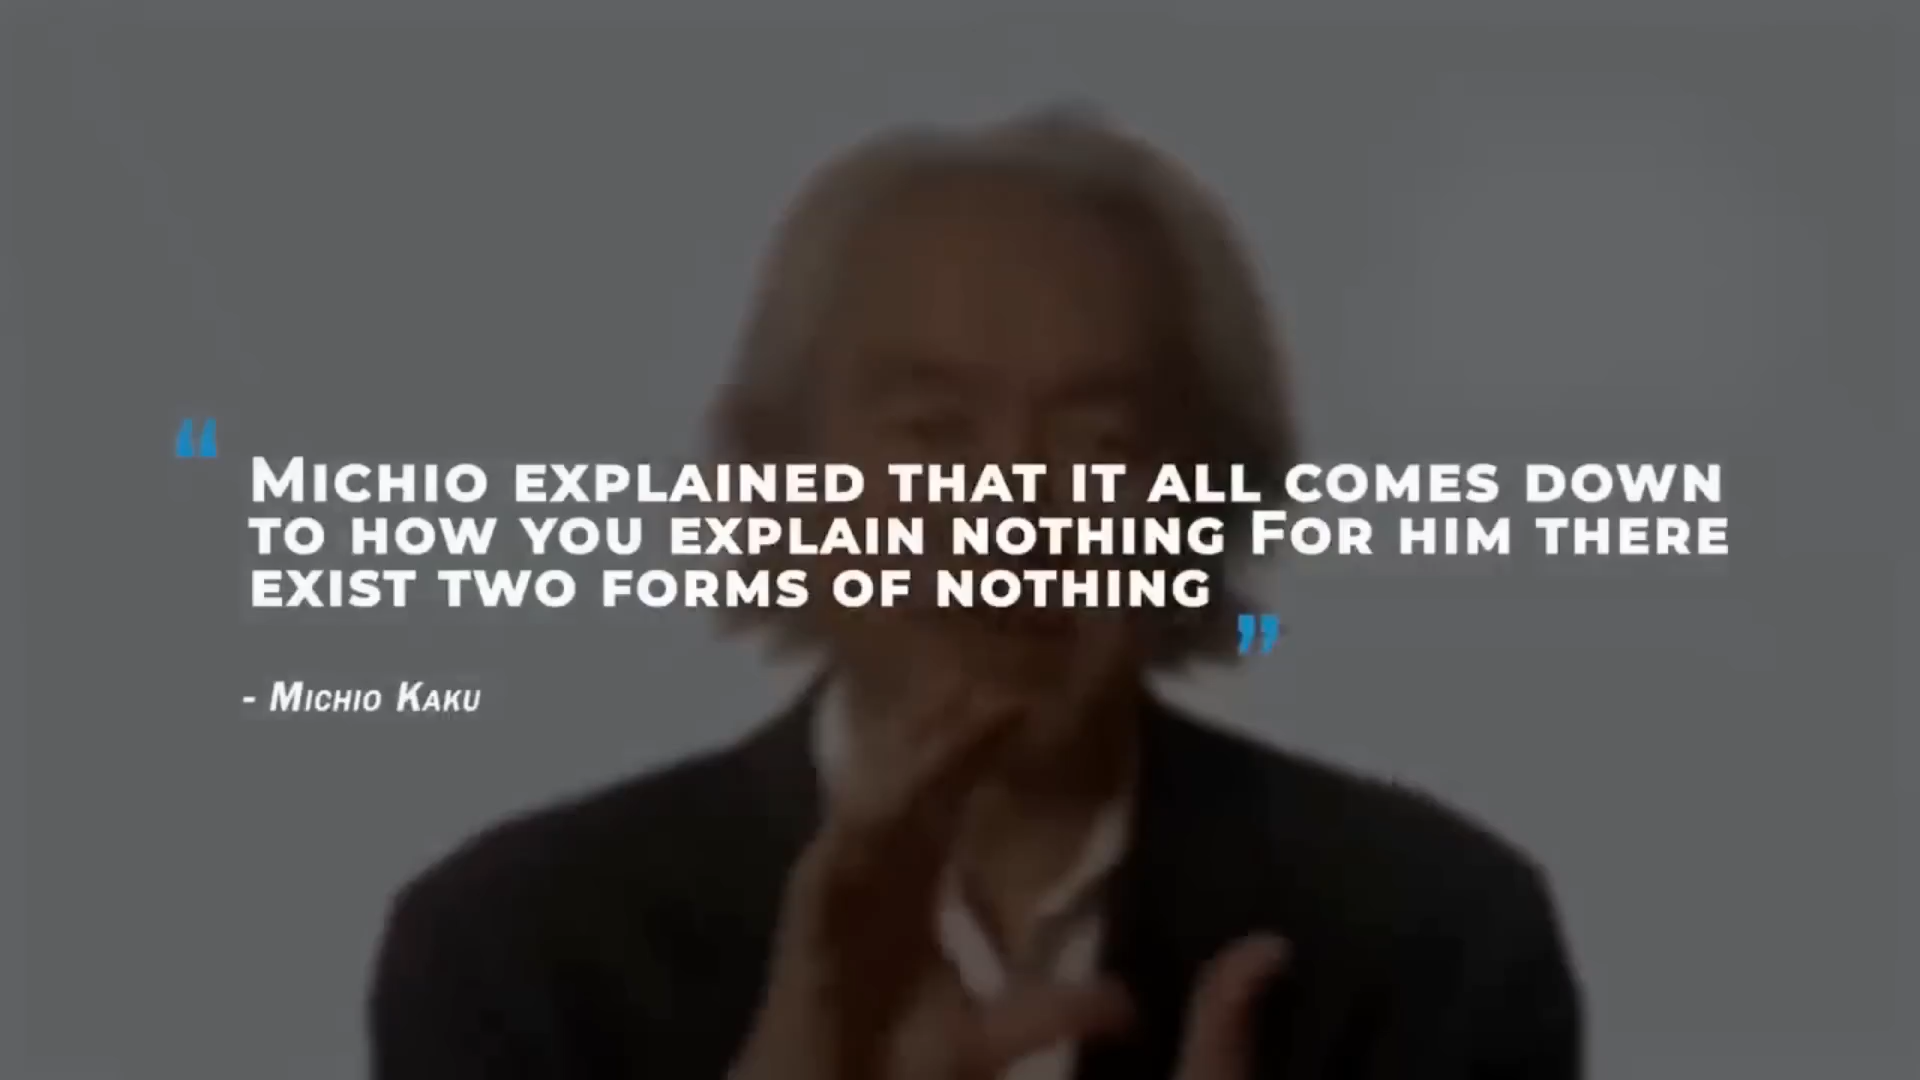 “ Michio explained that it all comes down
to how you explain nothing For him there
exist two forms of nothing ”
- Michio Kaku